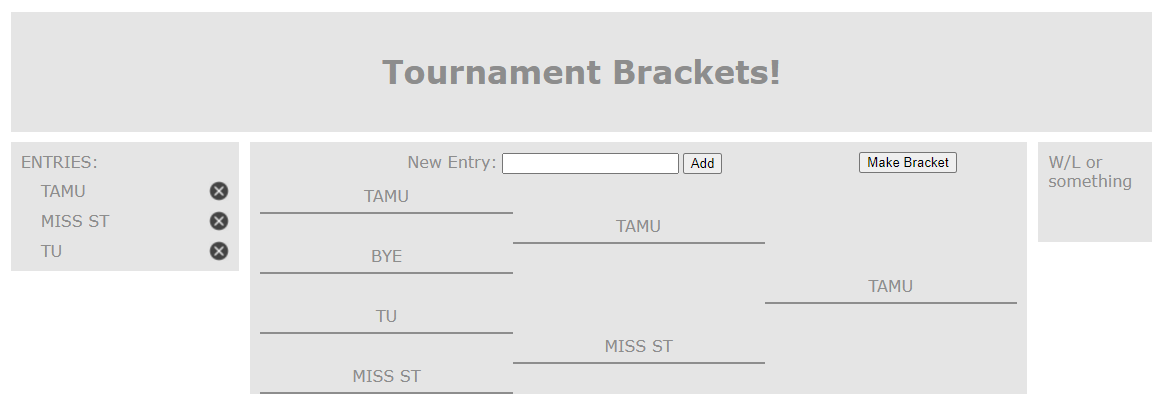 Tournament Brackets!
ENTRIES:
TAMU
MISS ST
TU
New Entry: Add Make Bracket
TAMU
TAMU
BYE
TAMU
TU
MISS ST
MISS ST
W/L or
something